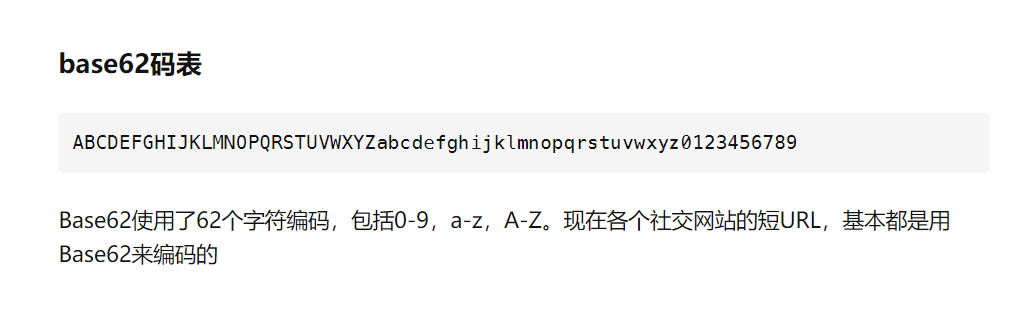 base62码表
ABCDEFGHIJKLMNOPQRSTUVWXYZabcdefghijklmnopqrstuvwxyz0123456789
Base62使用了62个字符编码，包括0-9，a-z，A-Z。现在各个社交网站的短URL，基本都是用
Base62来编码的